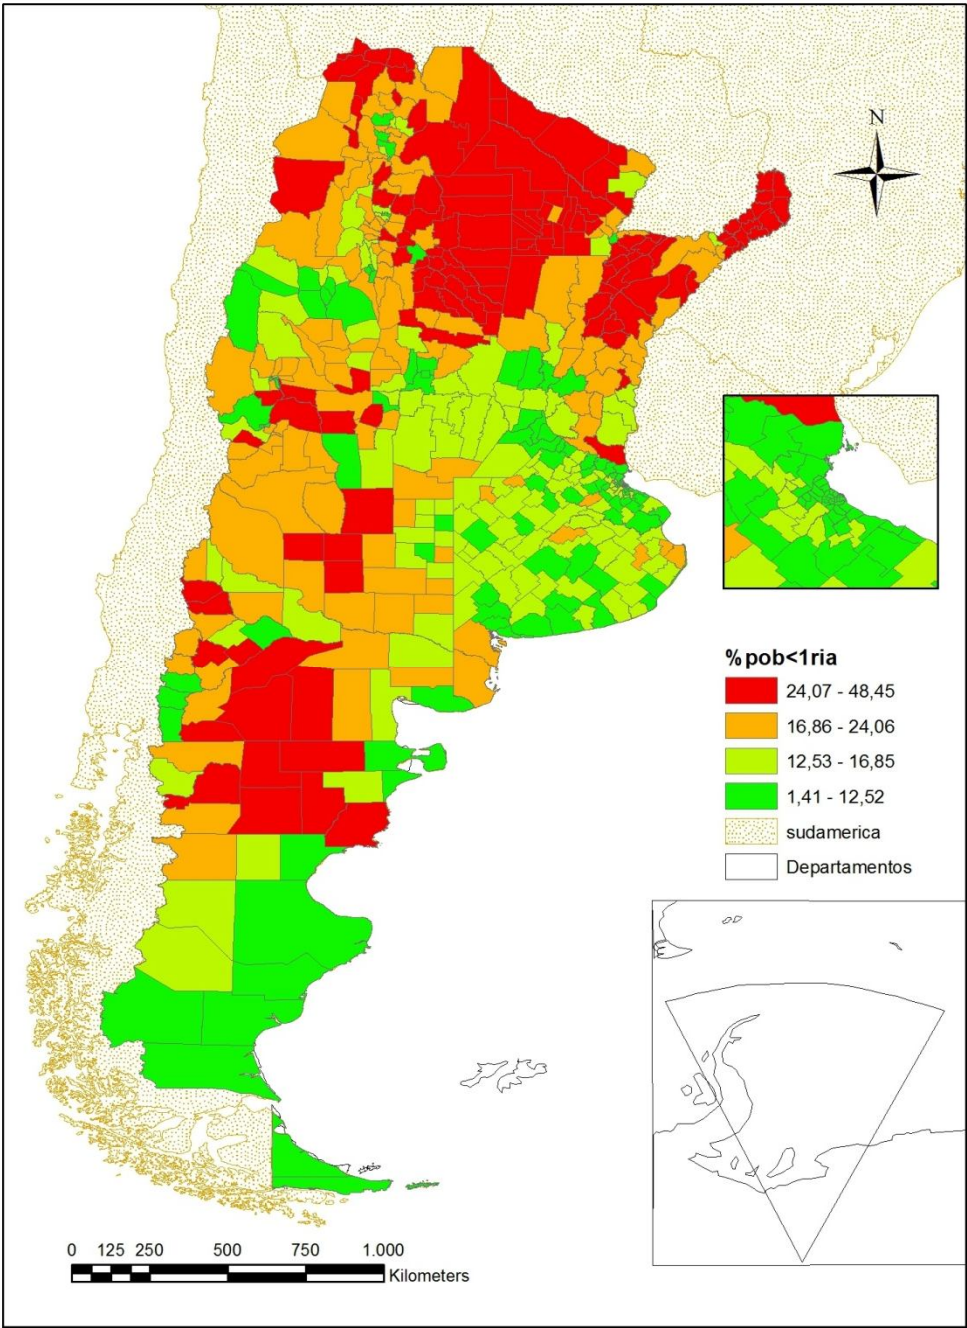 N
%pob<1ria
24,07 - 48,45
16,86 - 24,06
12,53 - 16,85
1,41 - 12,52
sudamerica
Departamentos
0 125 250 500 750 1.000
Kilometers